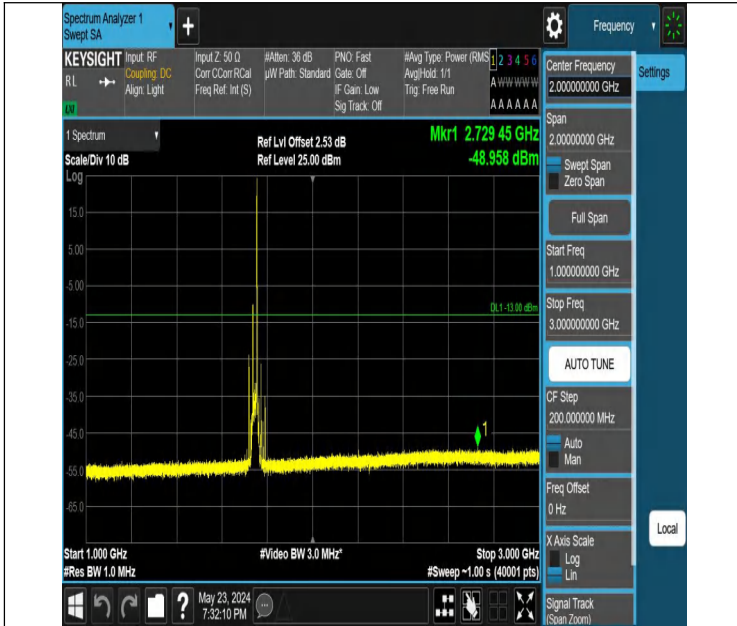 Spectrum Analyzer 1
Swept SA
Frequency
KEYSIGHT
RL
Input: RF
Coupling: DC
Align: Light
Input Z: 50 Ω
Corr CCorr RCal
Freq Ref: Int (S)
#Atten: 36 dB
µW Path: Standard
PNO: Fast
Gate: Off
IF Gain: Low
Sig Track: Off
#Avg Type: Power (RMS
Avg|Hold: 1/1
Trig: Free Run
1 2 3 4 5 6
A W W W W W
A A A A A A
1 Spectrum
Scale/Div 10 dB
Log
Ref Lvl Offset 2.53 dB
Ref Level 25.00 dBm
Mkr1 2.729 45 GHz
-48.958 dBm
15.0
5.00
-5.00
DL1 -13.00 dBm
-15.0
-25.0
-35.0
-45.0
1
-55.0
-65.0
Start 1.000 GHz
#Res BW 1.0 MHz
#Video BW 3.0 MHz*
Stop 3.000 GHz
#Sweep ~1.00 s (40001 pts)
May 23, 2024
7:32:10 PM
Center Frequency
2.000000000 GHz
Settings
Span
2.00000000 GHz
Swept Span
Zero Span
Full Span
Start Freq
1.000000000 GHz
Stop Freq
3.000000000 GHz
AUTO TUNE
CF Step
200.000000 MHz
Auto
Man
Freq Offset
0 Hz
Local
X Axis Scale
Log
Lin
Signal Track
(Span Zoom)